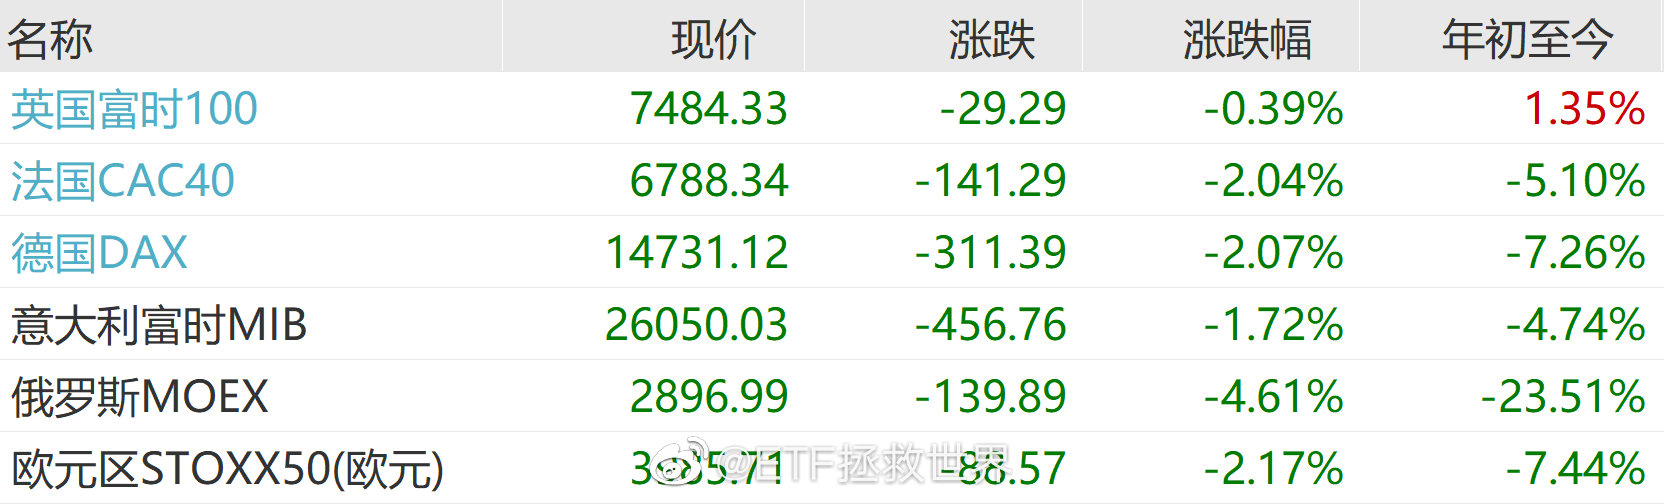 名称 现价 涨跌 涨跌幅 年初至今
英国富时100 7484.33 -29.29 -0.39% 1.35%
法国CAC40 6788.34 -141.29 -2.04% -5.10%
德国DAX 14731.12 -311.39 -2.07% -7.26%
意大利富时MIB 26050.03 -456.76 -1.72% -4.74%
俄罗斯MOEX 2896.99 -139.89 -4.61% -23.51%
欧元区STOXX50(欧元) -88.57 -2.17% -7.44%
@ETF拯救世界